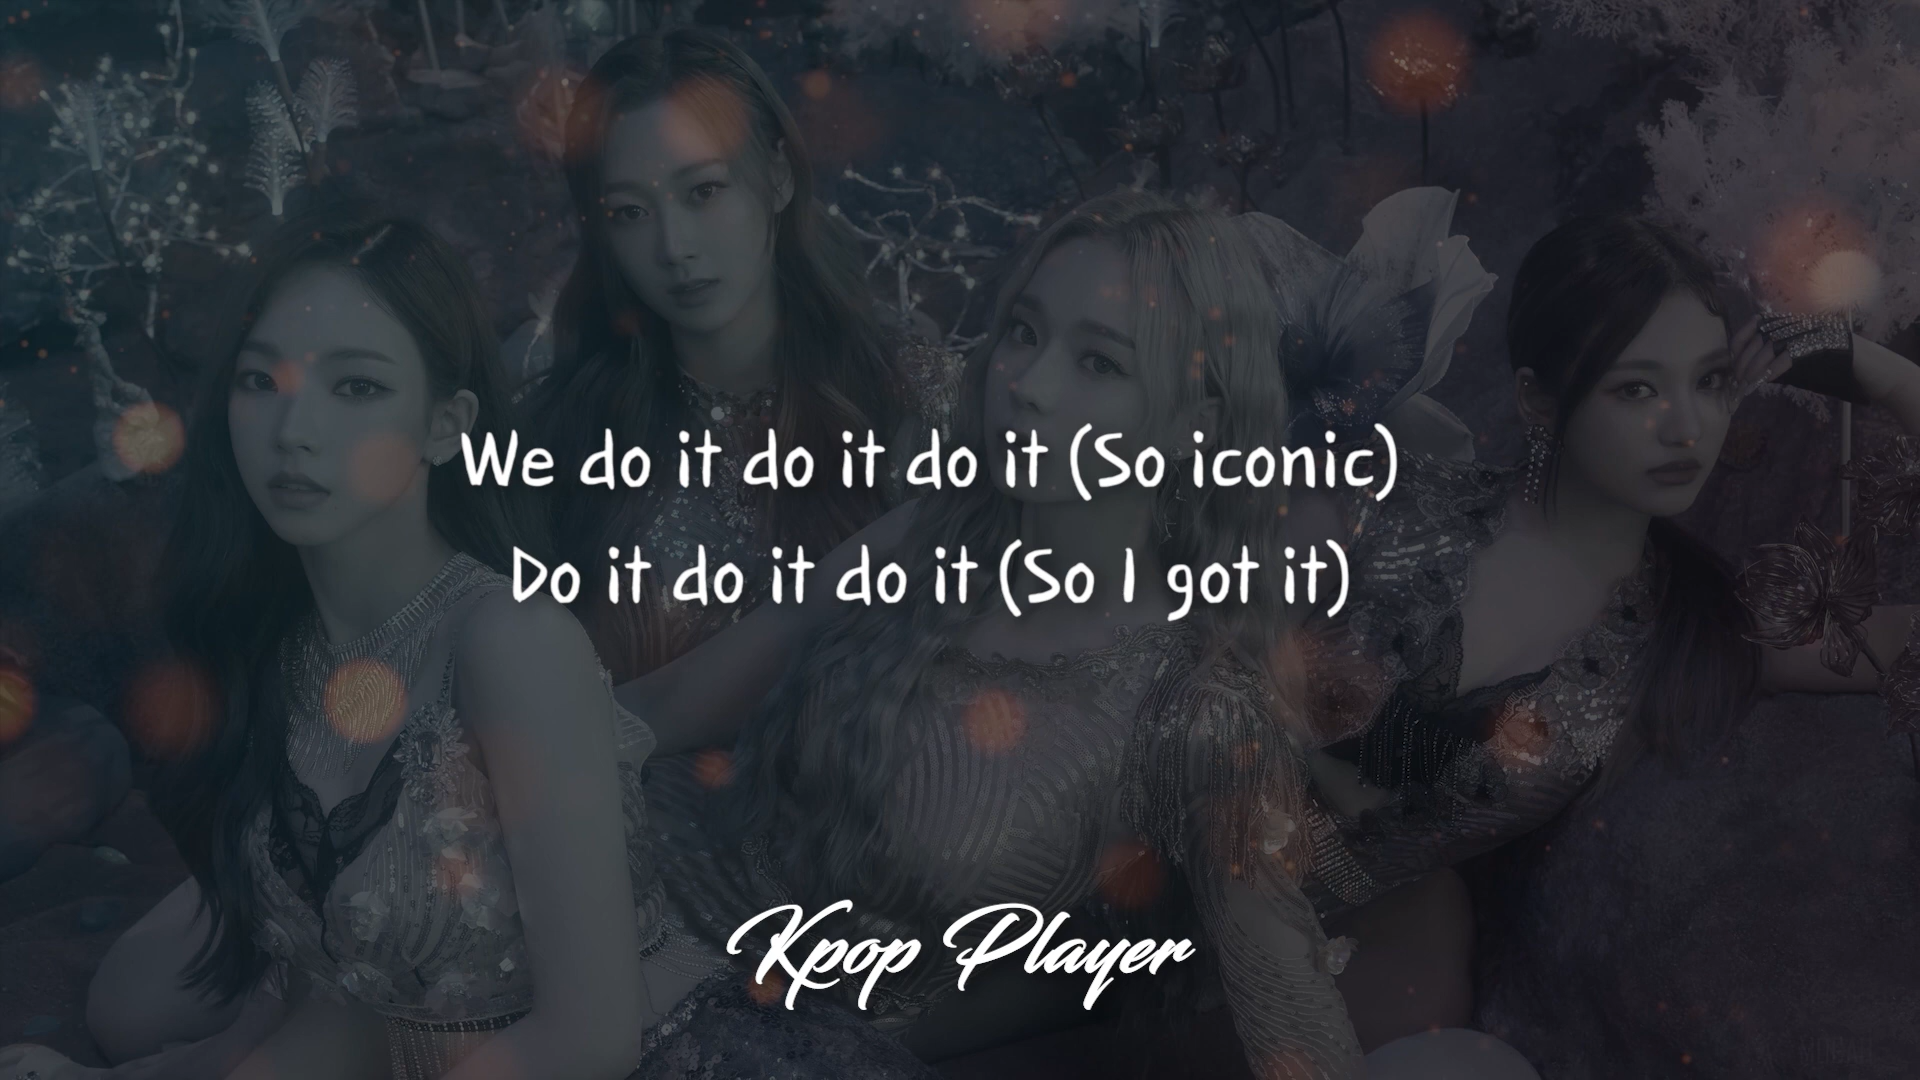 We do it do it do it (So iconic)
Do it do it do it (So I got it)
Kpop Player